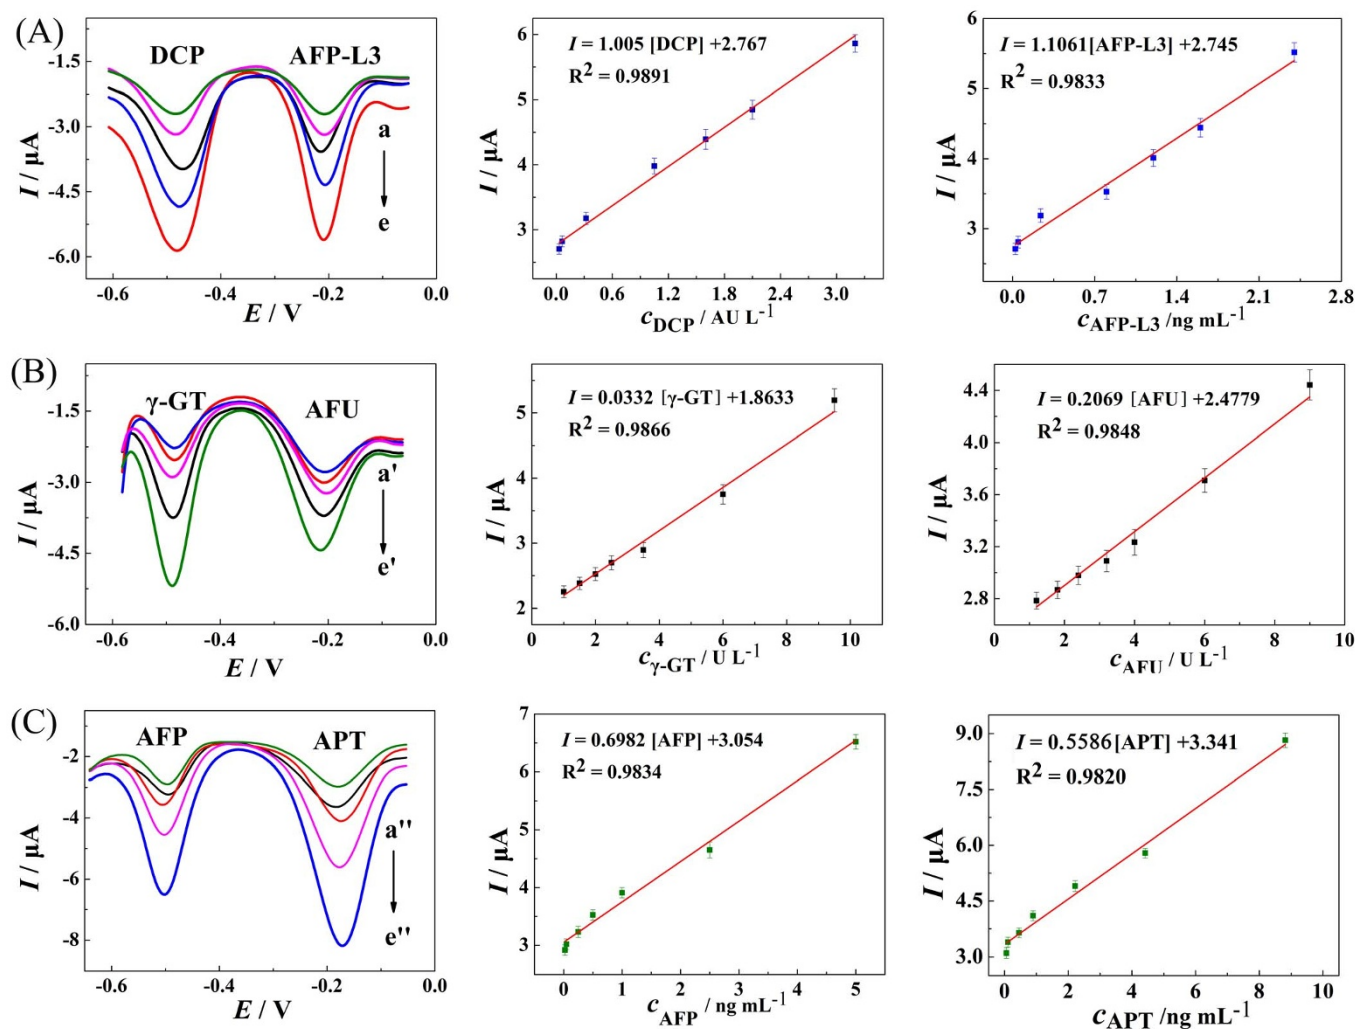 (A)
DCP AFP-L3
a
e
I / μA
-1.5
-3.0
-4.5
-6.0
-0.6 -0.4 -0.2 0.0
E / V
I = 1.005 [DCP] +2.767
R² = 0.9891
I / μA
6
5
4
3
0.0 0.6 1.2 1.8 2.4 3.0
cDCP / AU L⁻¹
I = 1.1061[AFP-L3] +2.745
R² = 0.9833
I / μA
6
5
4
3
0.0 0.7 1.4 2.1 2.8
cAFP-L3 /ng mL⁻¹
(B)
γ-GT AFU
a'
e'
I / μA
-1.5
-3.0
-4.5
-6.0
-0.6 -0.4 -0.2 0.0
E / V
I = 0.0332 [γ-GT] +1.8633
R² = 0.9866
I / μA
5
4
3
2
0 2 4 6 8 10
cγ-GT / U L⁻¹
I = 0.2069 [AFU] +2.4779
R² = 0.9848
I / μA
4.4
4.0
3.6
3.2
2.8
0 2 4 6 8 10
cAFU / U L⁻¹
(C)
AFP APT
a''
e''
I / μA
-2
-4
-6
-8
-0.6 -0.4 -0.2 0.0
E / V
I = 0.6982 [AFP] +3.054
R² = 0.9834
I / μA
7
6
5
4
3
0 1 2 3 4 5
cAFP / ng mL⁻¹
I = 0.5586[APT] +3.341
R² = 0.9820
I / μA
9.0
7.5
6.0
4.5
3.0
0 2 4 6 8 10
cAPT/ ng mL⁻¹